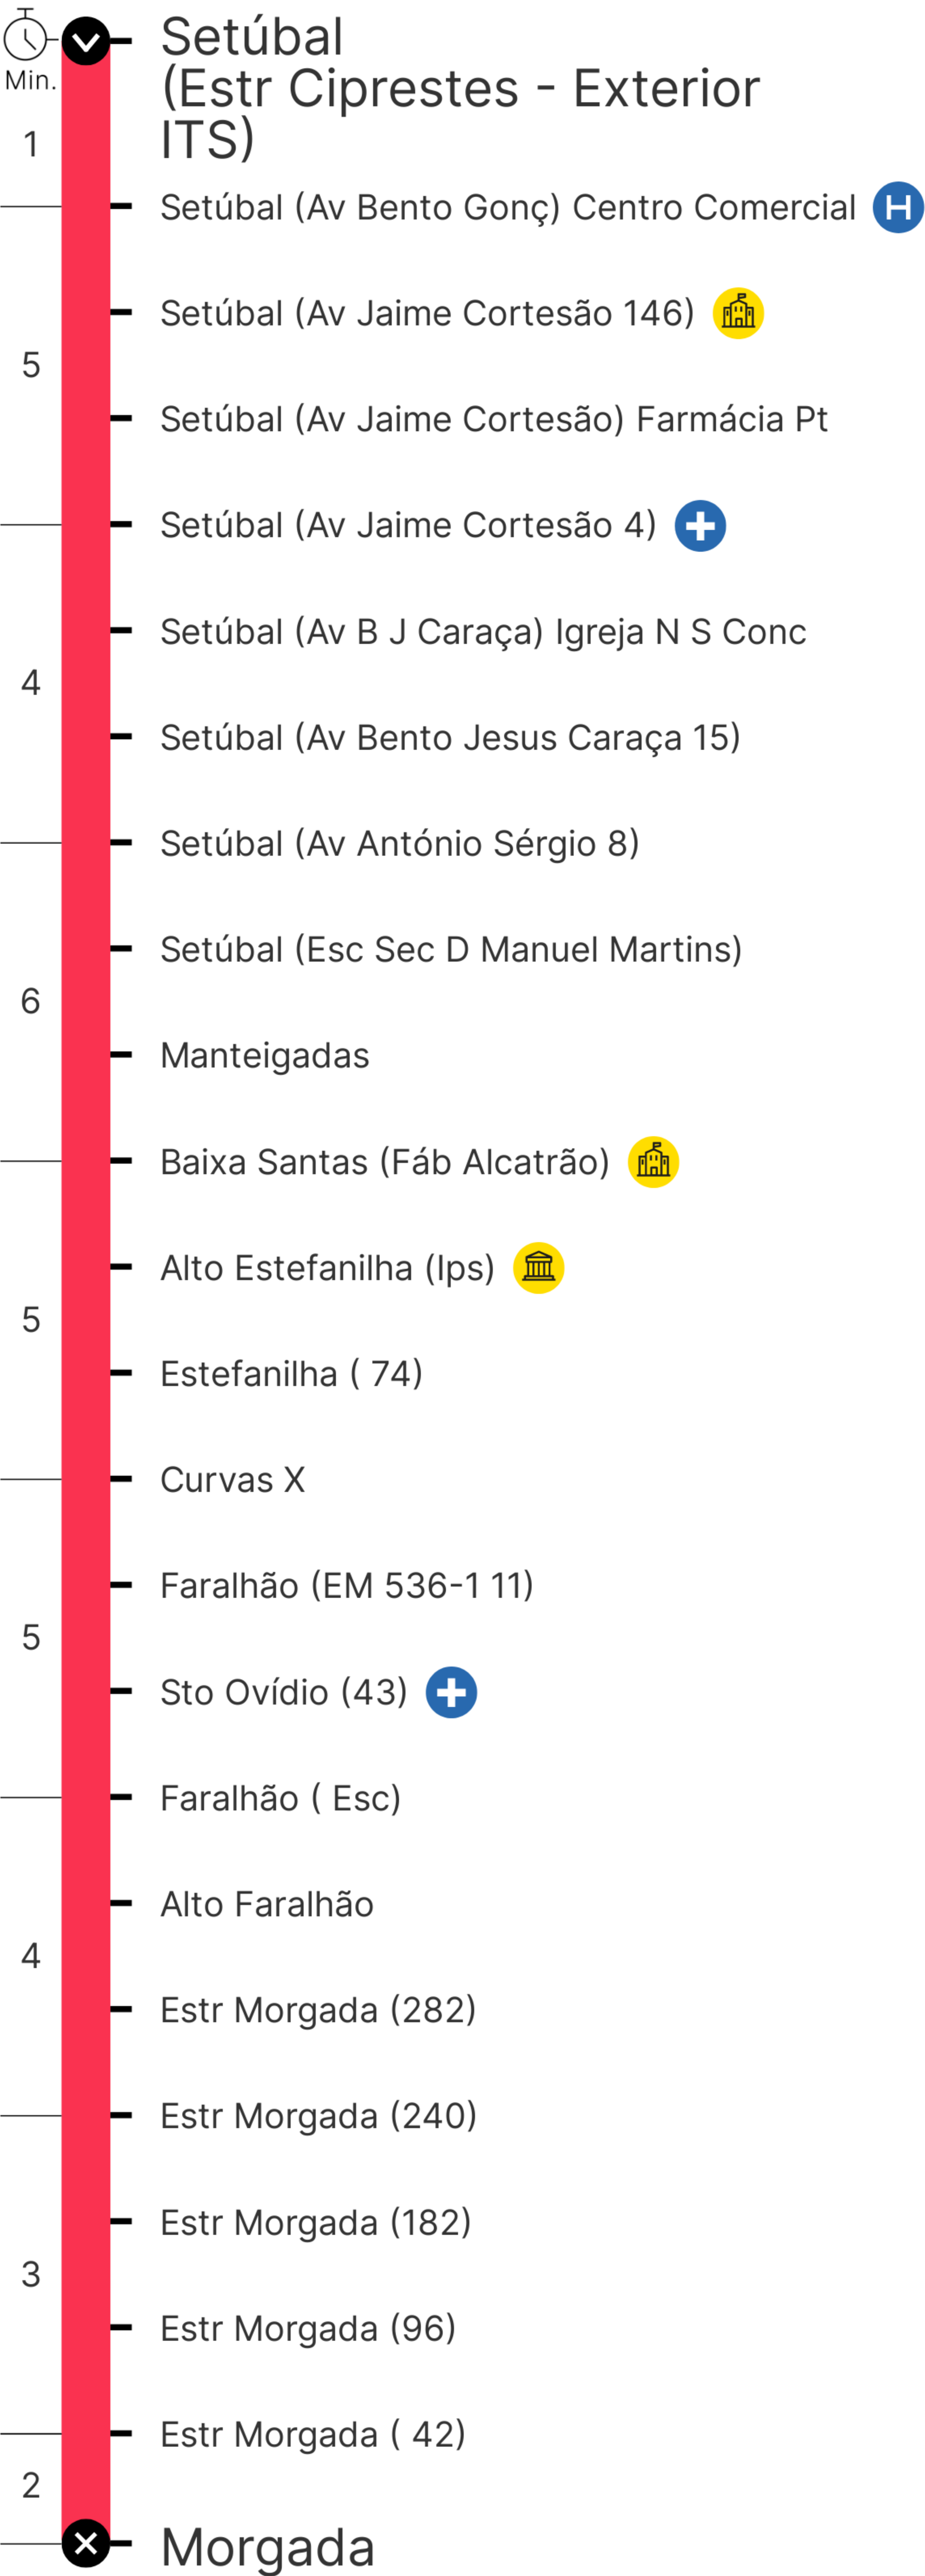 Min.
Setúbal
(Estr Ciprestes - Exterior
ITS)
1
Setúbal (Av Bento Gonç) Centro Comercial H
Setúbal (Av Jaime Cortesão 146)
5
Setúbal (Av Jaime Cortesão) Farmácia Pt
Setúbal (Av Jaime Cortesão 4)
Setúbal (Av B J Caraça) Igreja N S Conc
4
Setúbal (Av Bento Jesus Caraça 15)
Setúbal (Av António Sérgio 8)
Setúbal (Esc Sec D Manuel Martins)
6
Manteigadas
Baixa Santas (Fáb Alcatrão)
Alto Estefanilha (Ips)
5
Estefanilha ( 74)
Curvas X
Faralhão (EM 536-1 11)
5
Sto Ovídio (43)
Faralhão ( Esc)
Alto Faralhão
4
Estr Morgada (282)
Estr Morgada (240)
Estr Morgada (182)
3
Estr Morgada (96)
Estr Morgada ( 42)
2
Morgada